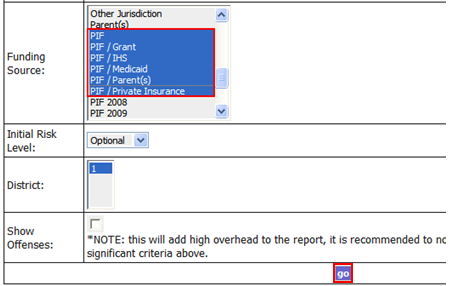 Other Jurisdiction
Parent(s)
Funding Source:
PIF
PIF / Grant
PIF / IHS
PIF / Medicaid
PIF / Parent(s)
PIF / Private Insurance
PIF 2008
PIF 2009
Initial Risk Level:
Optional
District:
1
Show Offenses:
*NOTE: this will add high overhead to the report, it is recommended to no
significant criteria above.
go